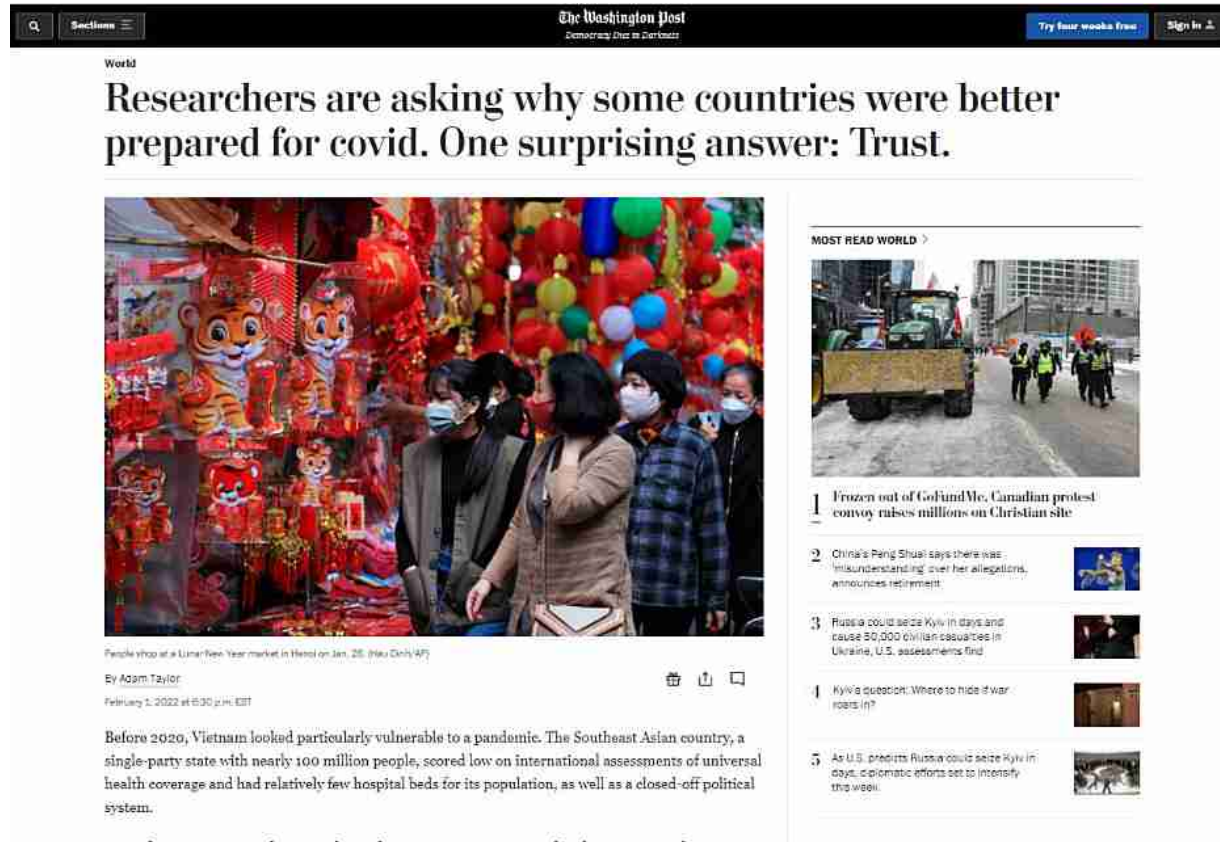 Sections
The Washington Post
Democracy Dies in Darkness
Try four weeks free
Sign in
World
Researchers are asking why some countries were better
prepared for covid. One surprising answer: Trust.
People shop at a Lunar New Year market in Hanoi on Jan. 26. (Hau Dinh/AP)
By Adam Taylor
February 1, 2022 at 6:30 p.m. EST
Before 2020, Vietnam looked particularly vulnerable to a pandemic. The Southeast Asian country, a
single-party state with nearly 100 million people, scored low on international assessments of universal
health coverage and had relatively few hospital beds for its population, as well as a closed-off political
system.
MOST READ WORLD
1 Frozen out of GoFundMe, Canadian protest
convoy raises millions on Christian site
2 China's Peng Shuai says there was
'misunderstanding' over her allegations,
announces retirement
3 Russia could seize Kyiv in days and
cause 50,000 civilian casualties in
Ukraine, U.S. assessments find
4 Kyiv's question: Where to hide if war
roars in?
5 As U.S. predicts Russia could seize Kyiv in
days, diplomatic efforts set to intensify
this week